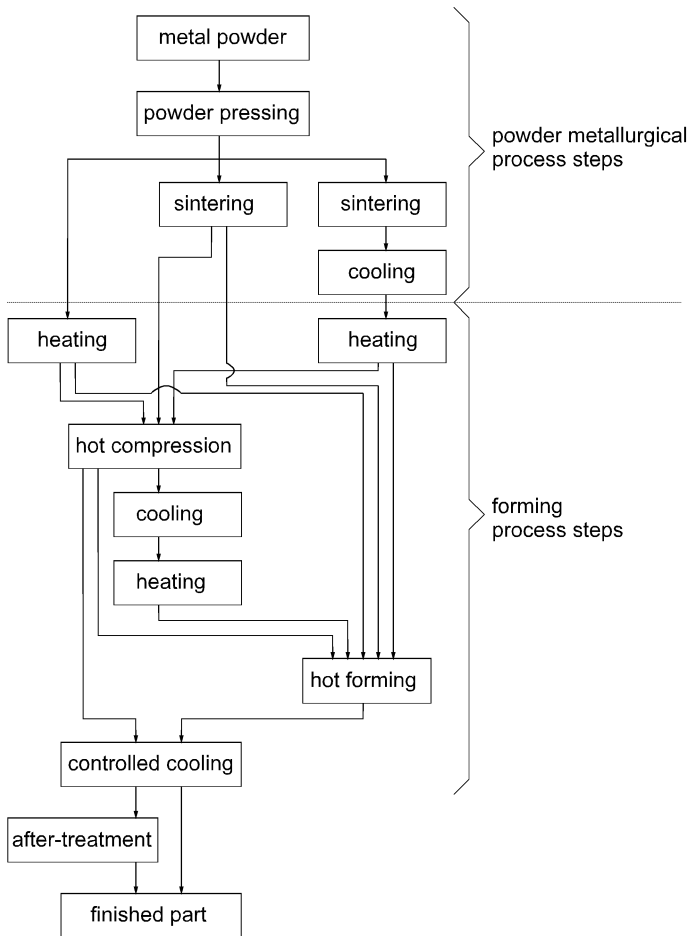 metal powder
powder pressing
powder metallurgical
process steps
sintering
sintering
cooling
heating
heating
hot compression
cooling
forming
process steps
heating
hot forming
controlled cooling
after-treatment
finished part